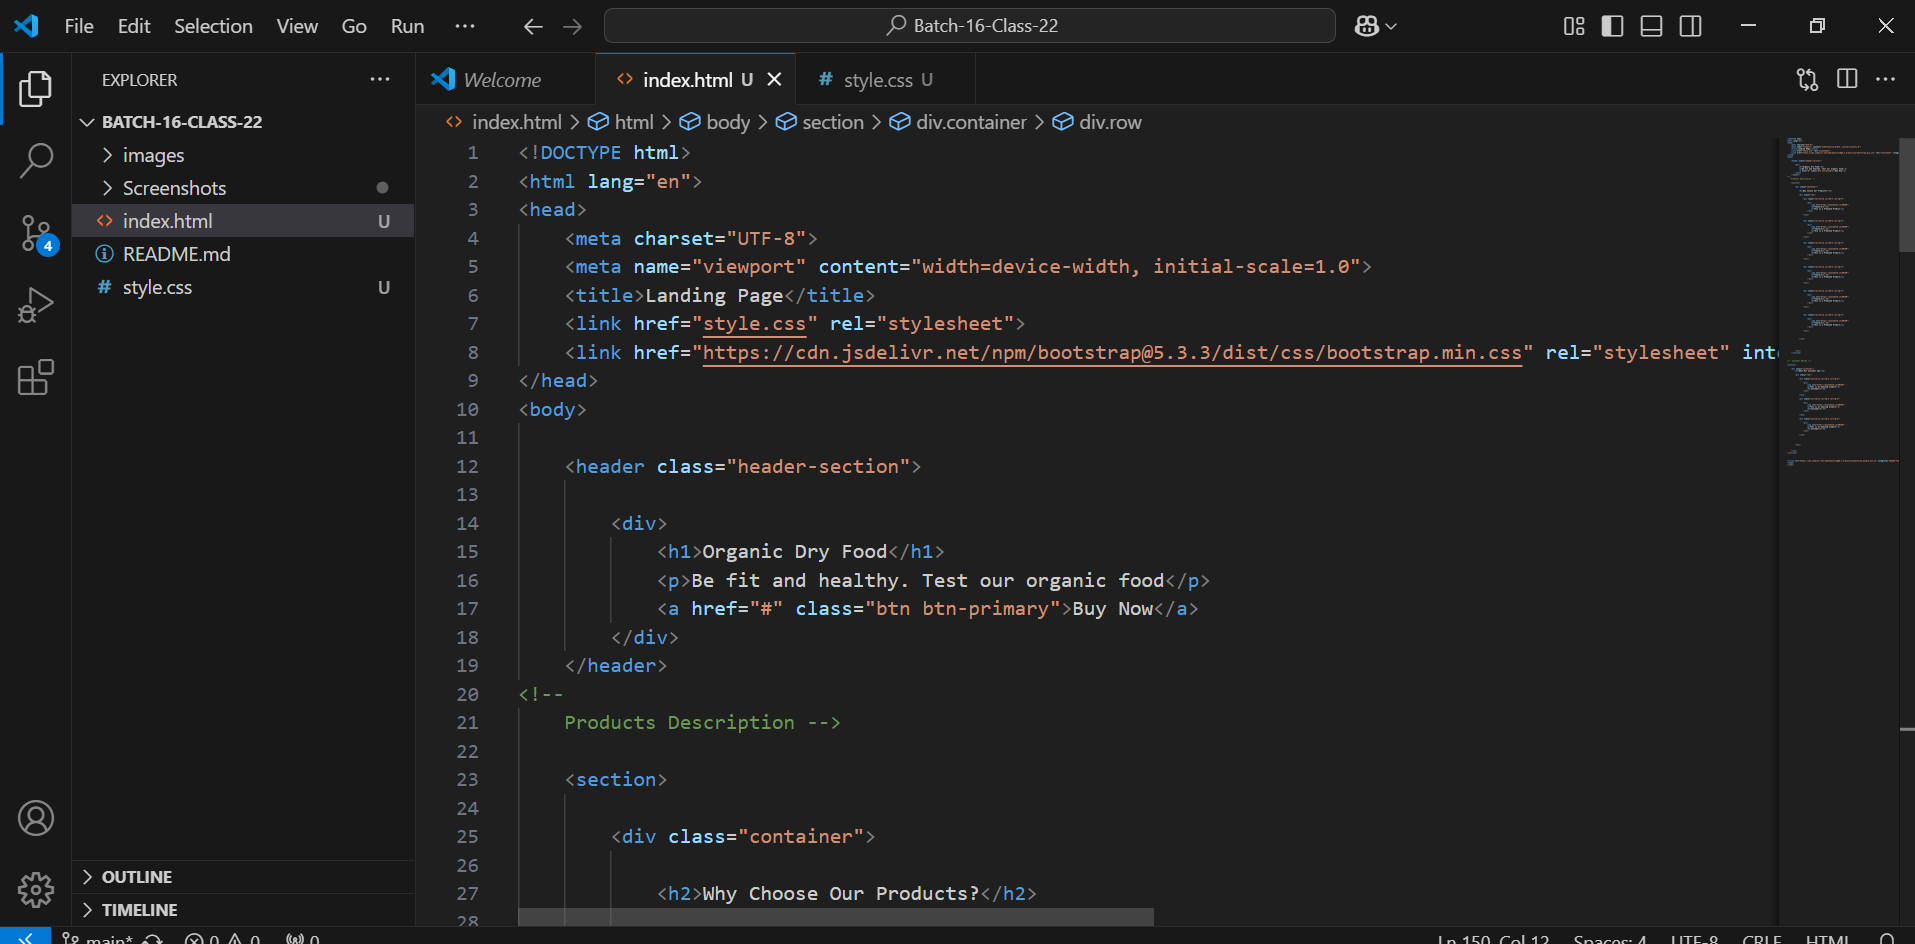 File Edit Selection View Go Run ··· Batch-16-Class-22
EXPLORER ···
BATCH-16-CLASS-22
images
Screenshots
index.html U
README.md
style.css U
OUTLINE
TIMELINE
4
Welcome index.html U # style.css U
index.html > html > body > section > div.container > div.row
1 <!DOCTYPE html>
2 <html lang="en">
3 <head>
4 <meta charset="UTF-8">
5 <meta name="viewport" content="width=device-width, initial-scale=1.0">
6 <title>Landing Page</title>
7 <link href="style.css" rel="stylesheet">
8 <link href="https://cdn.jsdelivr.net/npm/bootstrap@5.3.3/dist/css/bootstrap.min.css" rel="stylesheet" inte
9 </head>
10 <body>
11
12 <header class="header-section">
13
14 <div>
15 <h1>Organic Dry Food</h1>
16 <p>Be fit and healthy. Test our organic food</p>
17 <a href="#" class="btn btn-primary">Buy Now</a>
18 </div>
19 </header>
20 <!--
21 Products Description -->
22
23 <section>
24
25 <div class="container">
26
27 <h2>Why Choose Our Products?</h2>
28
main* 0 0 0 Ln 150, Col 12 Spaces: 4 UTF-8 CRLF HTML